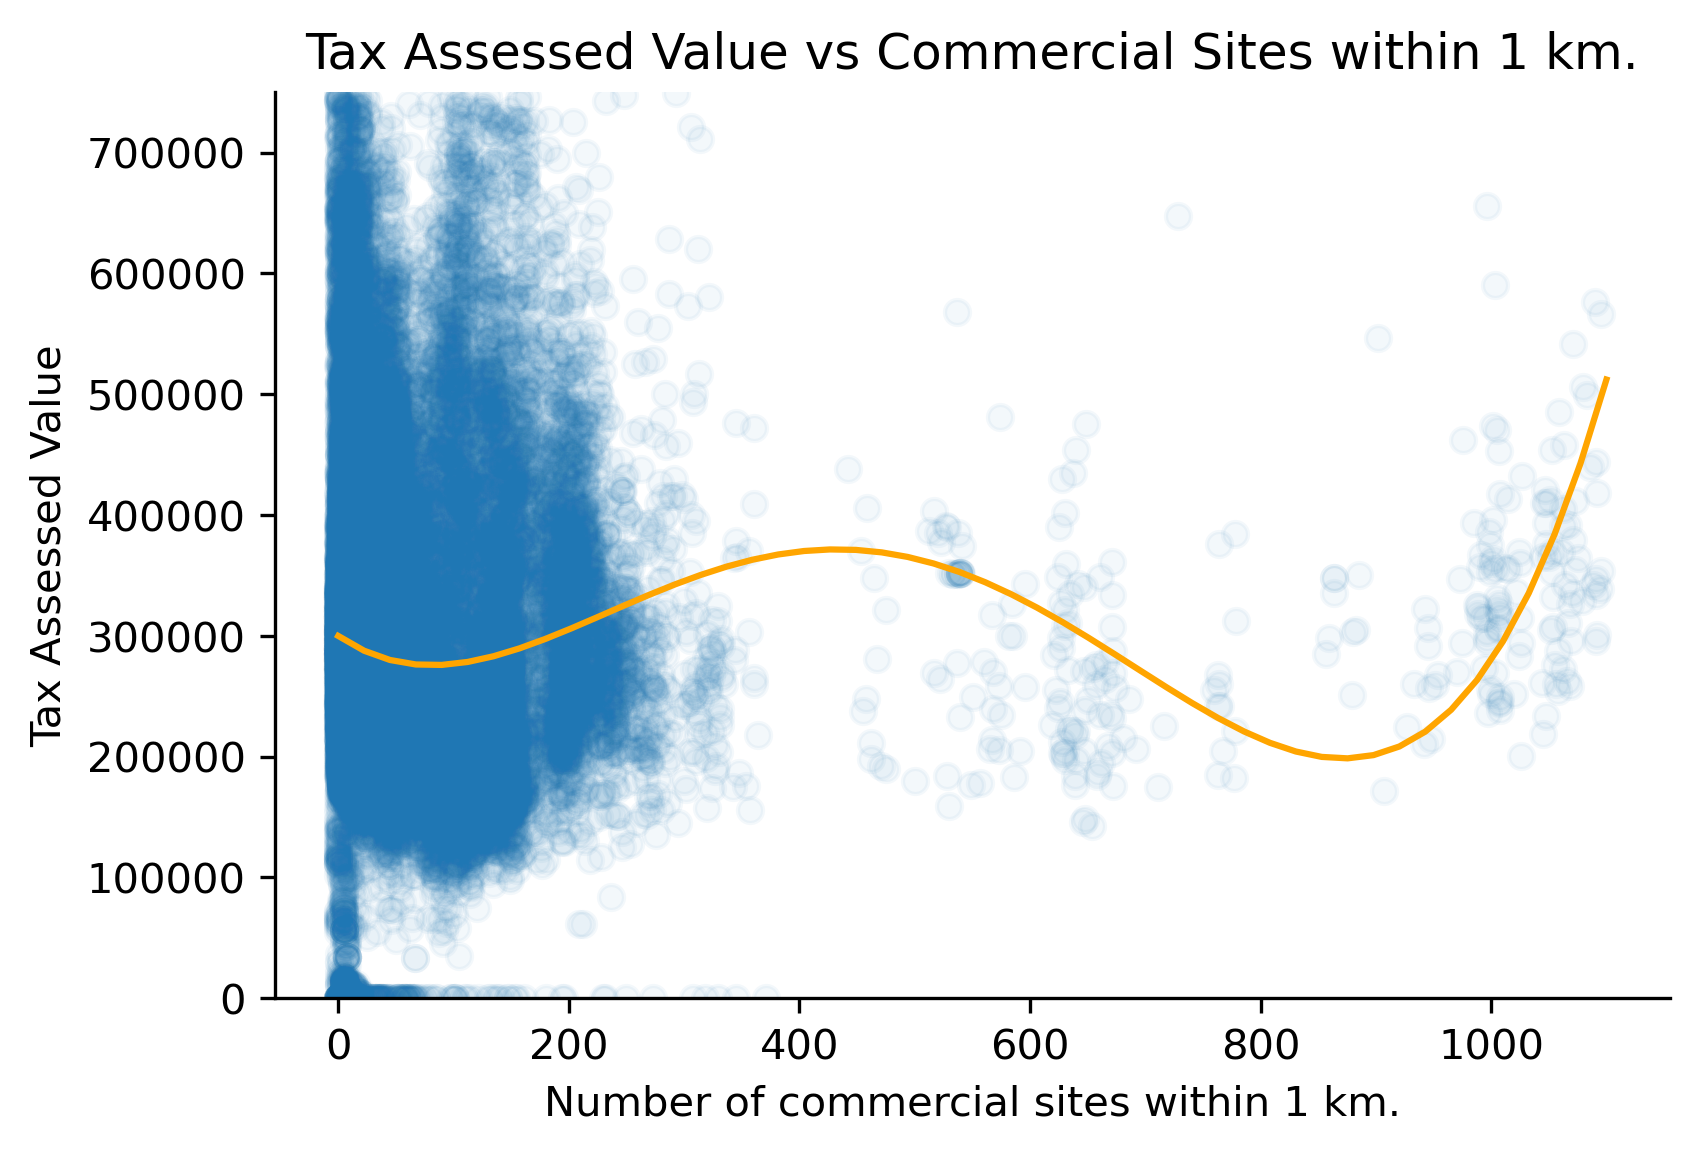 Tax Assessed Value vs Commercial Sites within 1 km.
Tax Assessed Value
700000
600000
500000
400000
300000
200000
100000
0
0 200 400 600 800 1000
Number of commercial sites within 1 km.